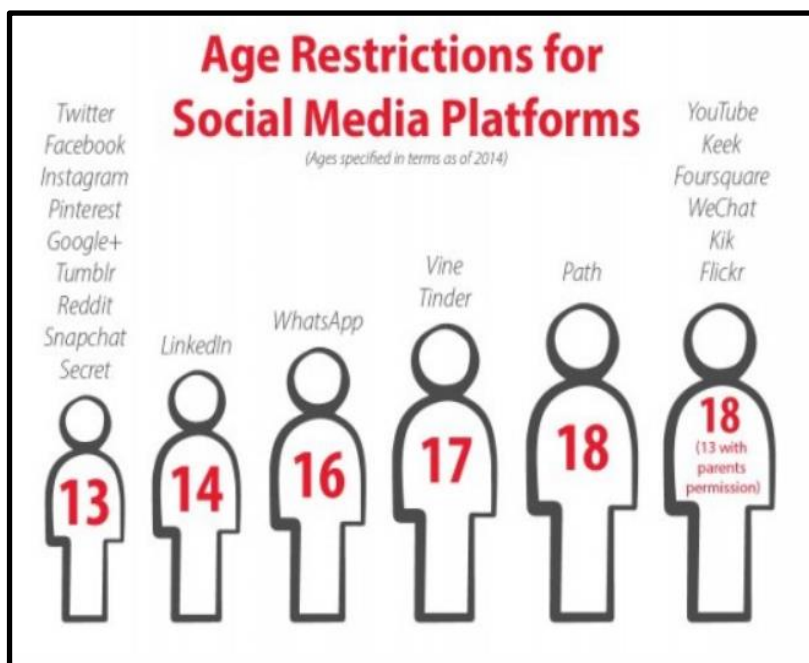 Age Restrictions for
Social Media Platforms
(Ages specified in terms as of 2014)
Twitter
Facebook
Instagram
Pinterest
Google+
Tumblr
Reddit
Snapchat
Secret
13
LinkedIn
14
WhatsApp
16
Vine
Tinder
17
Path
18
YouTube
Keek
Foursquare
WeChat
Kik
Flickr
18
(13 with
parents
permission)